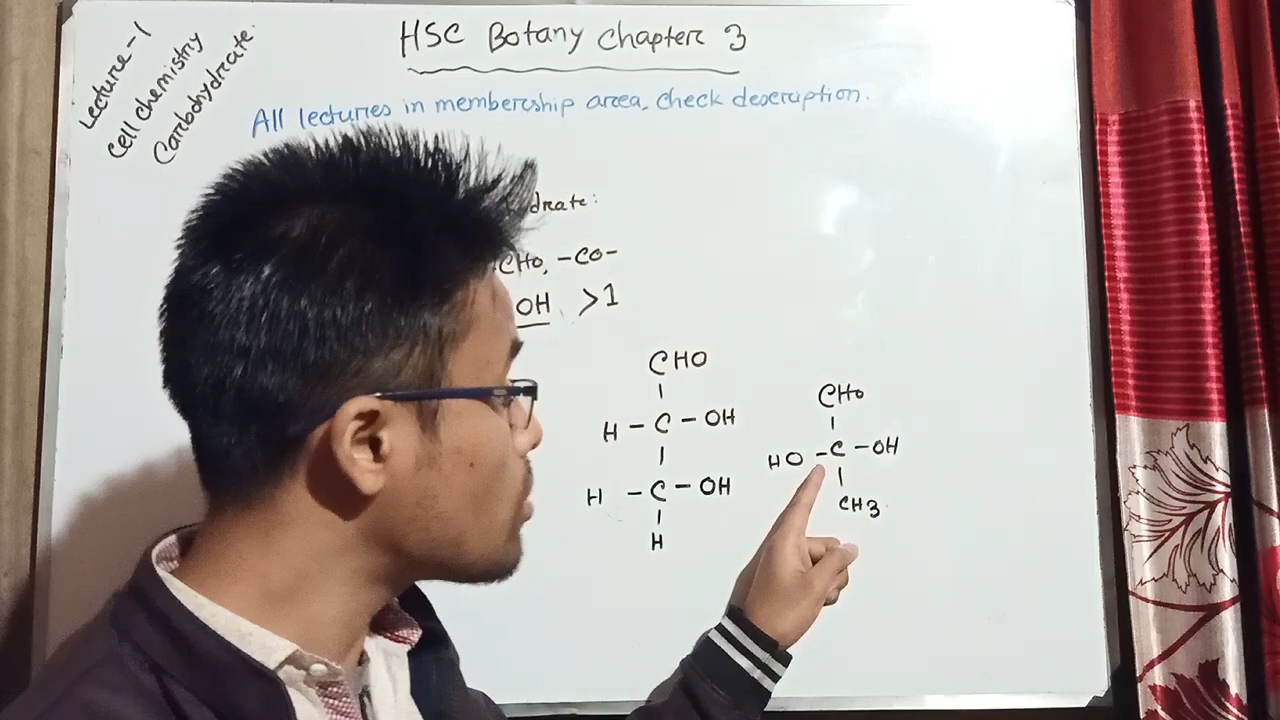 Lecture-1
Cell chemistry
Carbohydrate.
HSC Botany Chapter 3
All lectures in membership area, check description.
drate:
CHO, -CO-
OH >1
CHO
H - C - OH
H - C - OH
H
CHO
HO - C - OH
CH3